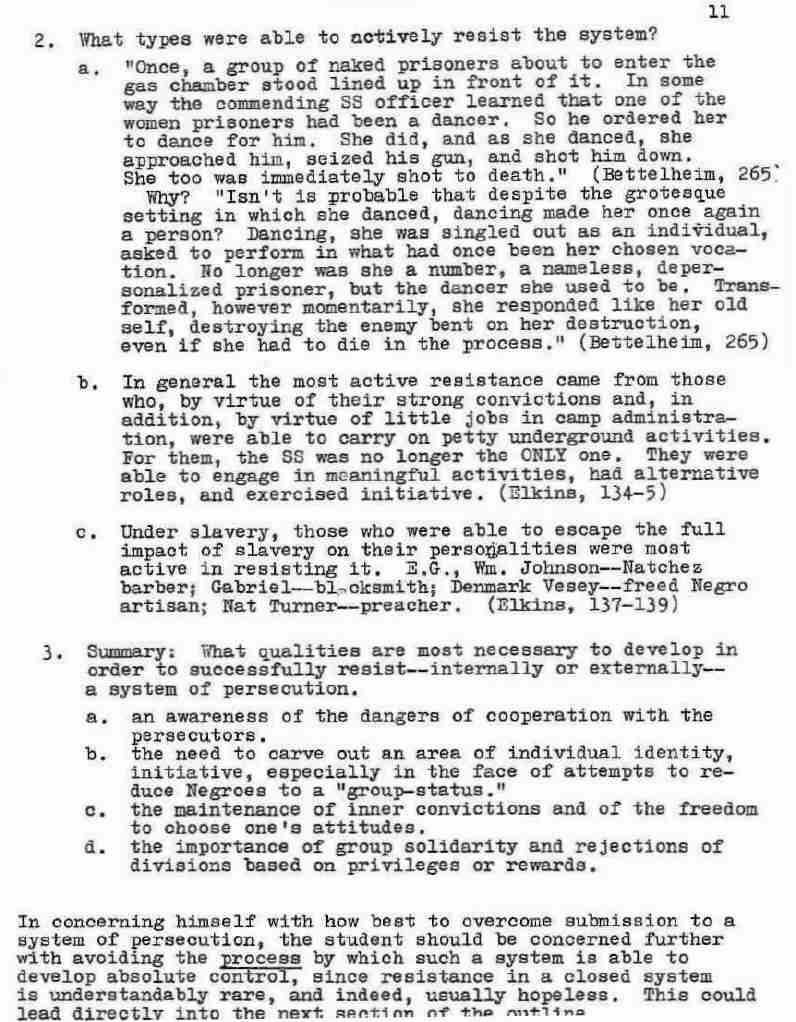 11
2. What types were able to actively resist the system?
a. "Once, a group of naked prisoners about to enter the
gas chamber stood lined up in front of it. In some
way the commending SS officer learned that one of the
women prisoners had been a dancer. So he ordered her
to dance for him. She did, and as she danced, she
approached him, seized his gun, and shot him down.
She too was immediately shot to death." (Bettelheim, 265)
Why? "Isn't is probable that despite the grotesque
setting in which she danced, dancing made her once again
a person? Dancing, she was singled out as an individual,
asked to perform in what had once been her chosen voca-
tion. No longer was she a number, a nameless, deper-
sonalized prisoner, but the dancer she used to be. Trans-
formed, however momentarily, she responded like her old
self, destroying the enemy bent on her destruction,
even if she had to die in the process." (Bettelheim, 265)
b. In general the most active resistance came from those
who, by virtue of their strong convictions and, in
addition, by virtue of little jobs in camp administra-
tion, were able to carry on petty underground activities.
For them, the SS was no longer the ONLY one. They were
able to engage in meaningful activities, had alternative
roles, and exercised initiative. (Elkins, 134-5)
c. Under slavery, those who were able to escape the full
impact of slavery on their personalities were most
active in resisting it. E.G., Wm. Johnson--Natchez
barber; Gabriel--blacksmith; Denmark Vesey--freed Negro
artisan; Nat Turner--preacher. (Elkins, 137-139)
3. Summary: What qualities are most necessary to develop in
order to successfully resist--internally or externally--
a system of persecution.
a. an awareness of the dangers of cooperation with the
persecutors.
b. the need to carve out an area of individual identity,
initiative, especially in the face of attempts to re-
duce Negroes to a "group-status."
c. the maintenance of inner convictions and of the freedom
to choose one's attitudes.
d. the importance of group solidarity and rejections of
divisions based on privileges or rewards.
In concerning himself with how best to overcome submission to a
system of persecution, the student should be concerned further
with avoiding the process by which such a system is able to
develop absolute control, since resistance in a closed system
is understandably rare, and indeed, usually hopeless. This could
lead directly into the next section of the outline